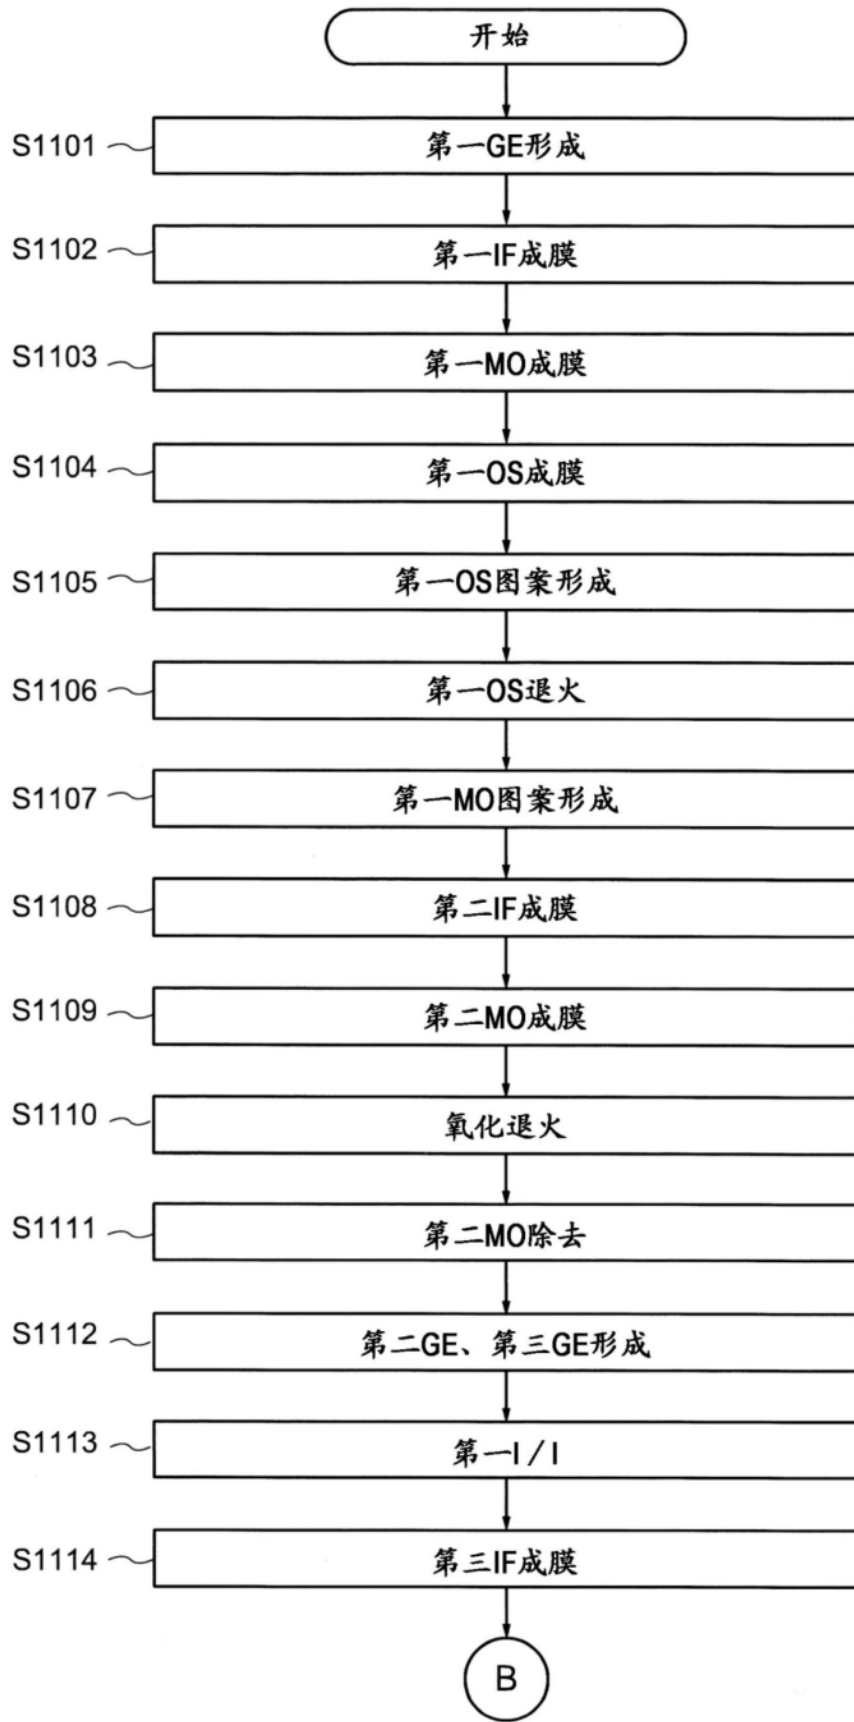 开始
S1101 第一GE形成
S1102 第一IF成膜
S1103 第一MO成膜
S1104 第一OS成膜
S1105 第一OS图案形成
S1106 第一OS退火
S1107 第一MO图案形成
S1108 第二IF成膜
S1109 第二MO成膜
S1110 氧化退火
S1111 第二MO除去
S1112 第二GE、第三GE形成
S1113 第一I/I
S1114 第三IF成膜
B